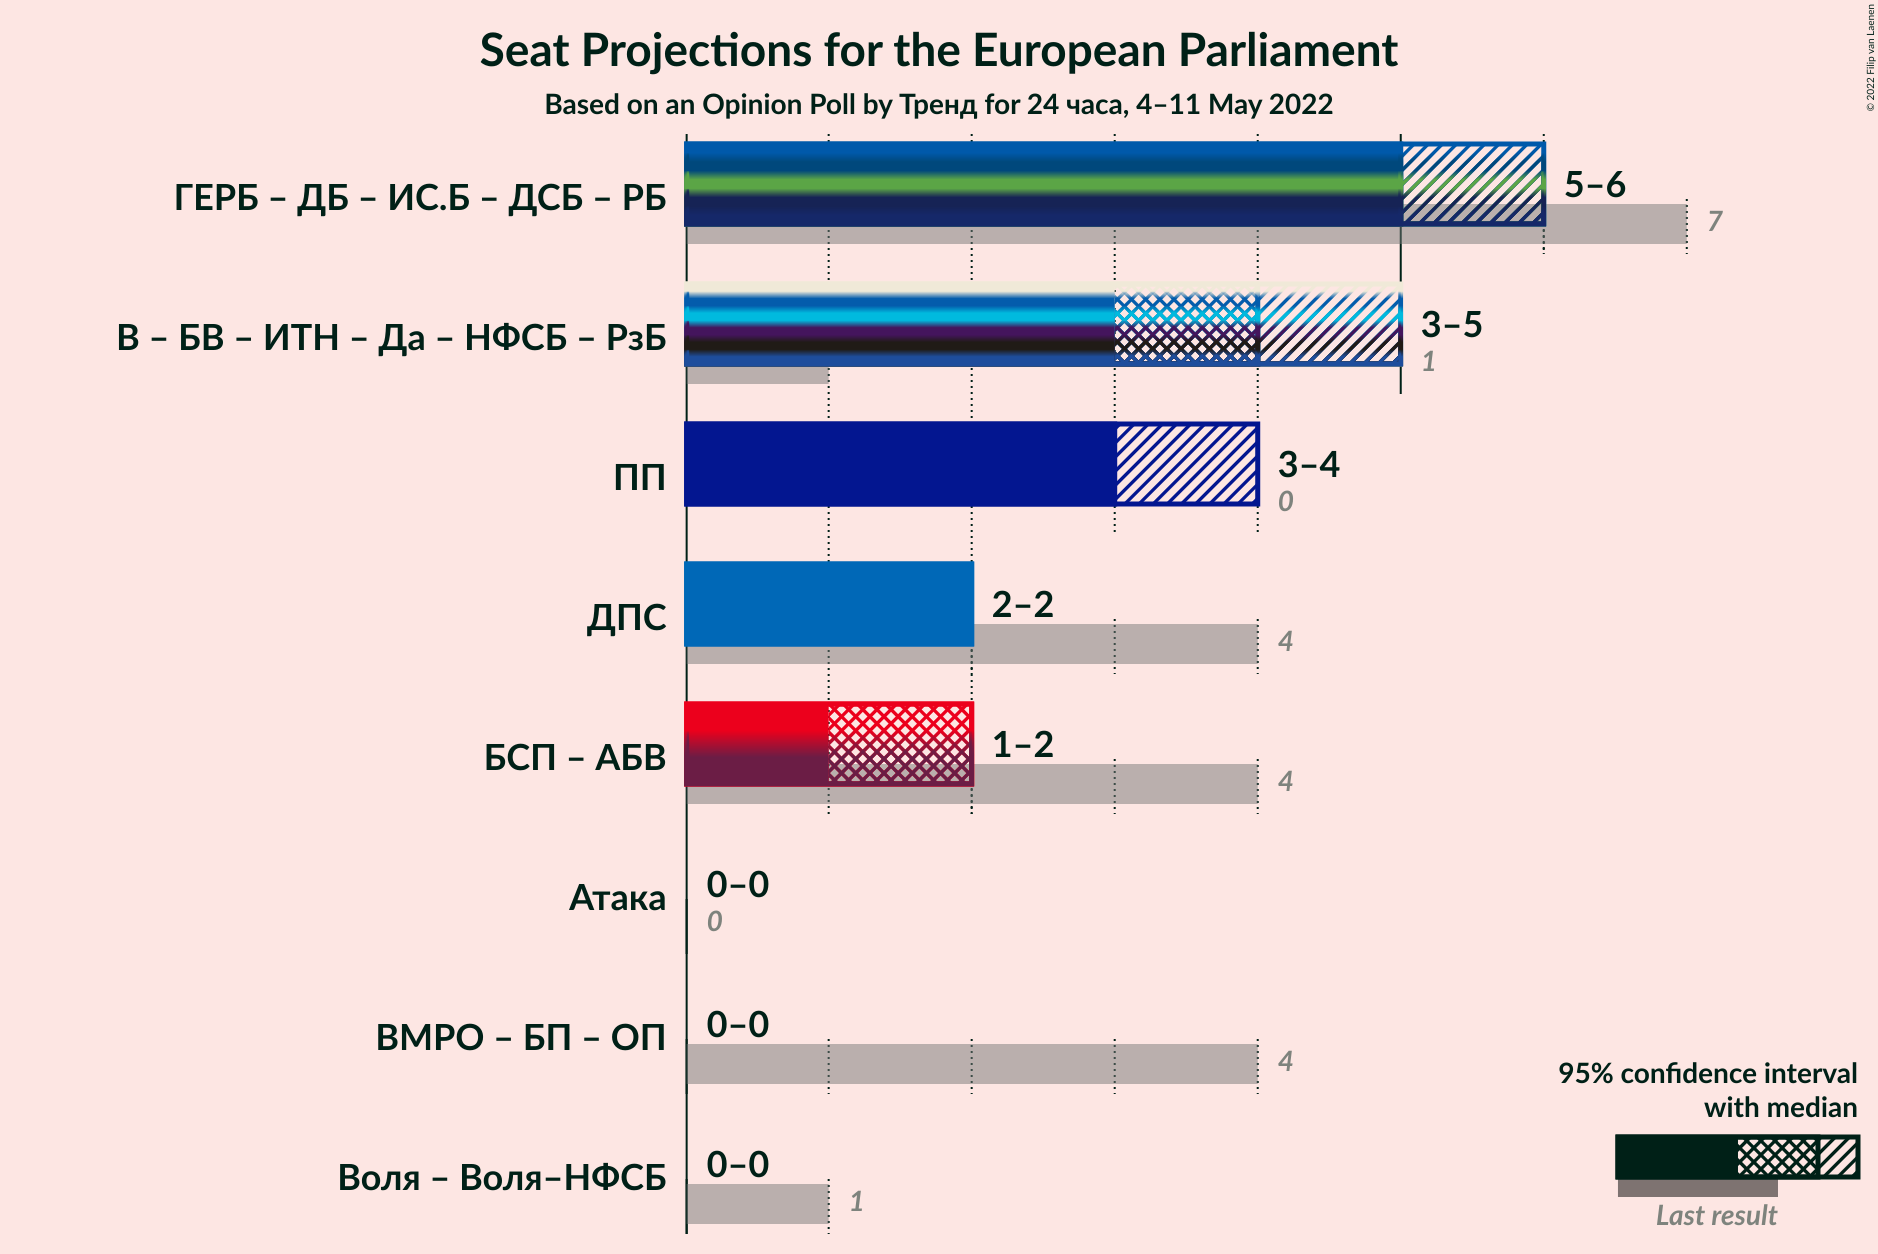 Seat Projections for the European Parliament
Based on an Opinion Poll by Тренд for 24 часа, 4–11 May 2022
© 2022 Filip van Laenen
ГЕРБ – ДБ – ИС.Б – ДСБ – РБ
5–6
7
В – БВ – ИТН – Да – НФСБ – РзБ
3–5
1
ПП
3–4
0
ДПС
2–2
4
БСП – АБВ
1–2
4
Атака
0–0
0
ВМРО – БП – ОП
0–0
4
Воля – Воля–НФСБ
0–0
1
95% confidence interval
with median
Last result